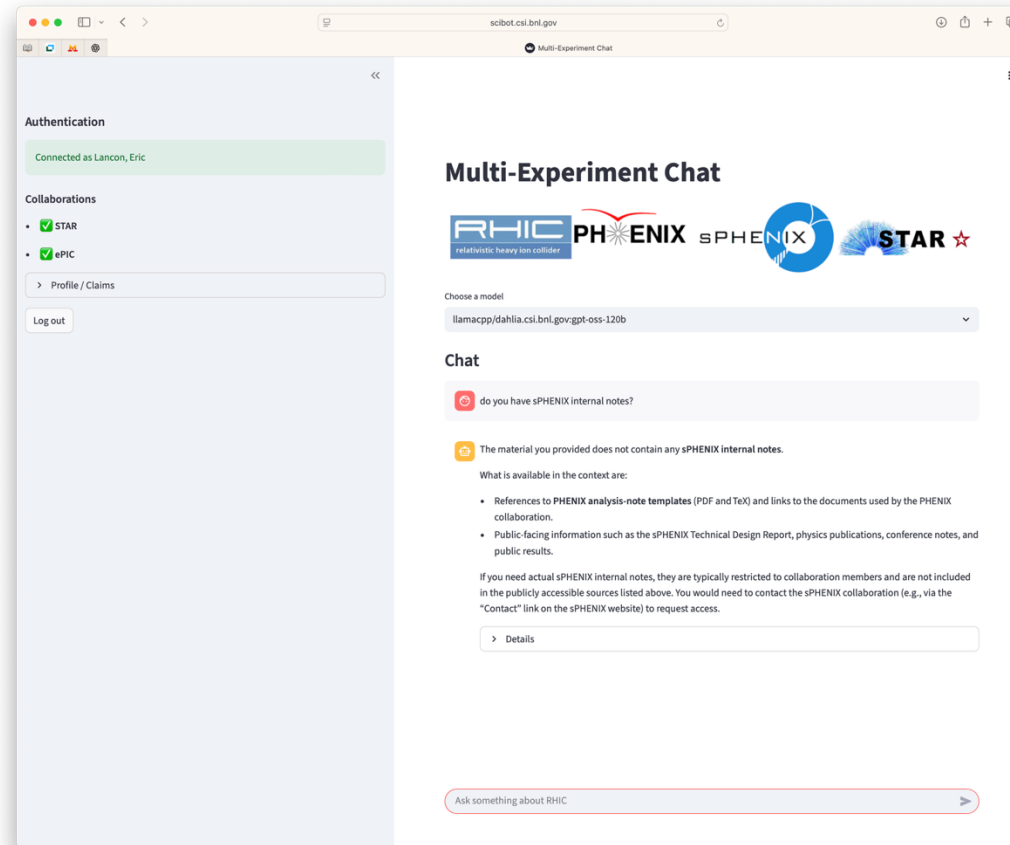 scibot.csi.bnl.gov
Multi-Experiment Chat
Authentication
Connected as Lancon, Eric
Collaborations
• STAR
• ePIC
Profile / Claims
Log out
Multi-Experiment Chat
RHIC
relativistic heavy ion collider
PHENIX
sPHENIX
STAR
Choose a model
llamacpp/dahlia.csi.bnl.gov:gpt-oss-120b
Chat
do you have sPHENIX internal notes?
The material you provided does not contain any sPHENIX internal notes.
What is available in the context are:
• References to PHENIX analysis-note templates (PDF and TeX) and links to the documents used by the PHENIX
collaboration.
• Public-facing information such as the sPHENIX Technical Design Report, physics publications, conference notes, and
public results.
If you need actual sPHENIX internal notes, they are typically restricted to collaboration members and are not included
in the publicly accessible sources listed above. You would need to contact the sPHENIX collaboration (e.g., via the
“Contact” link on the sPHENIX website) to request access.
Details
Ask something about RHIC